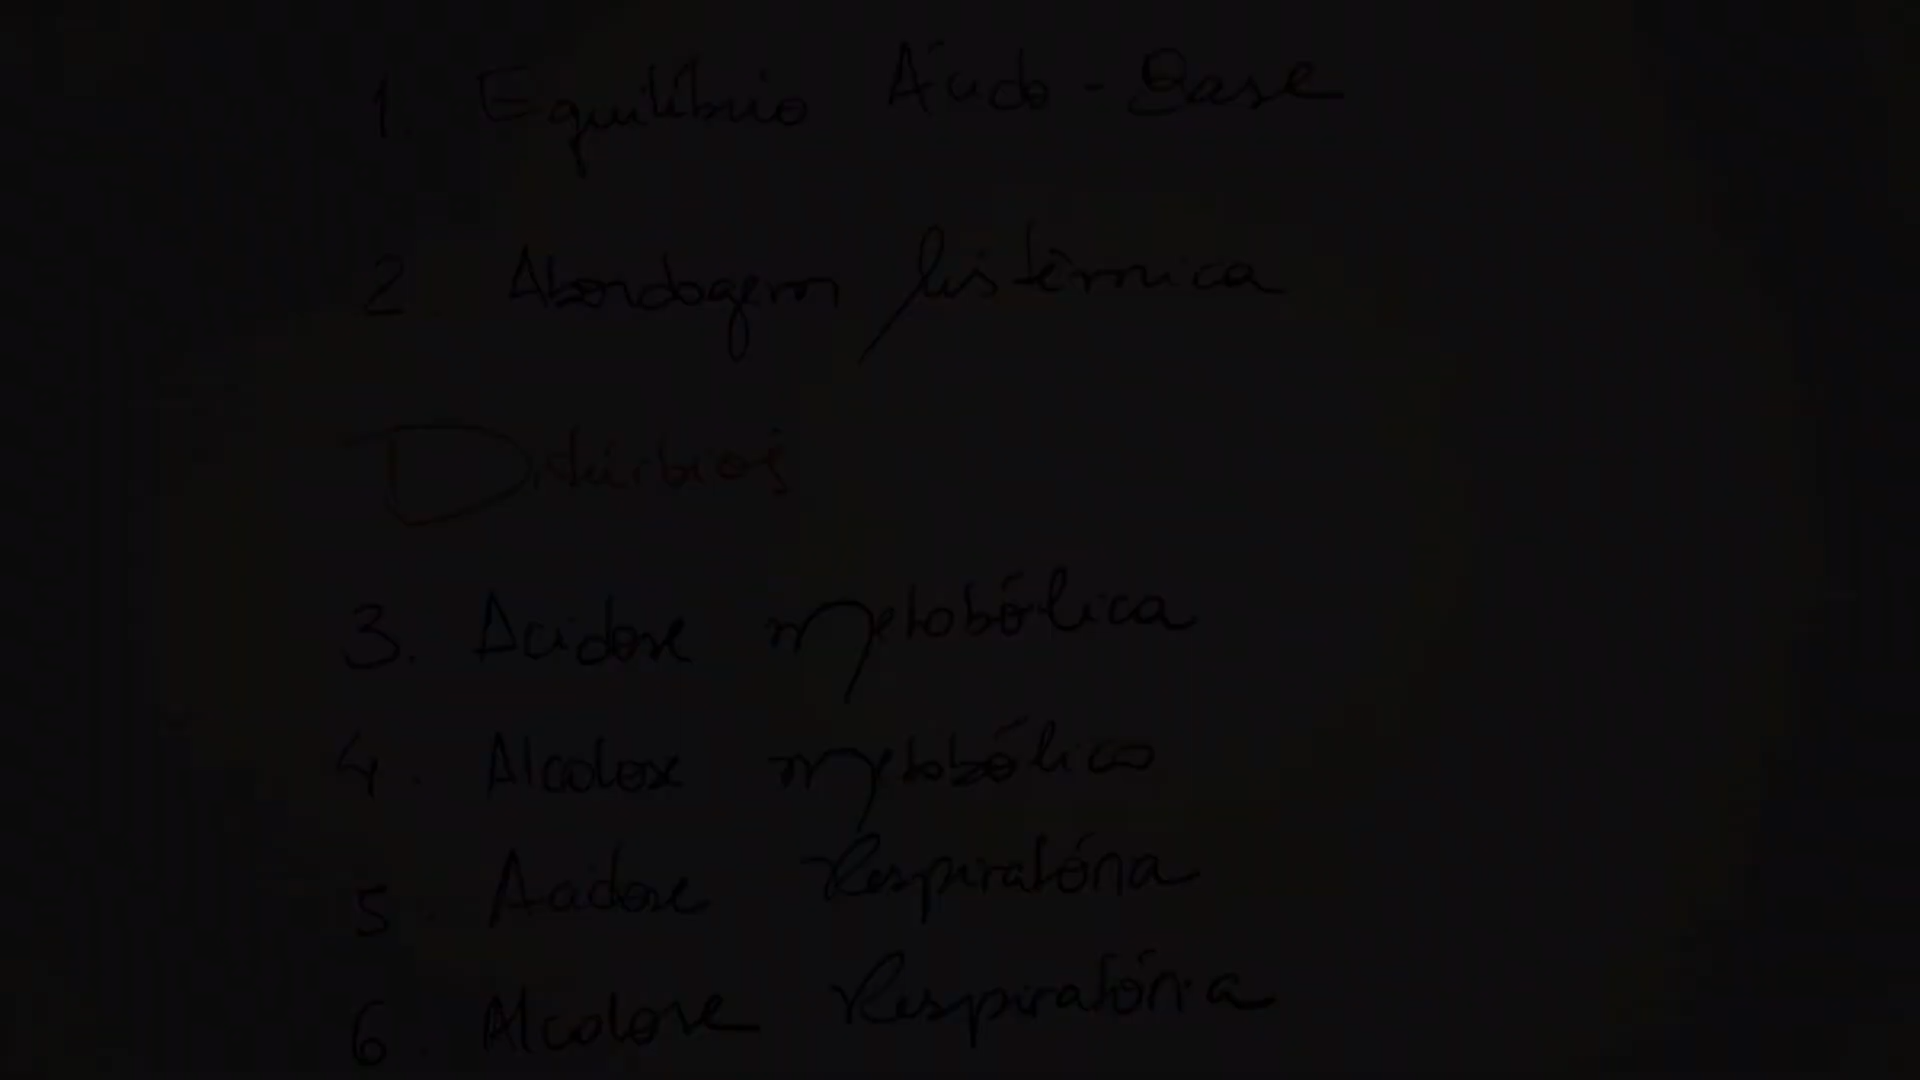 1. Equilíbrio Ácido - Base
2. Abordagem Sistêmica
Distúrbios
3. Acidose metabólica
4. Alcalose metabólica
5. Acidose Respiratória
6. Alcalose Respiratória